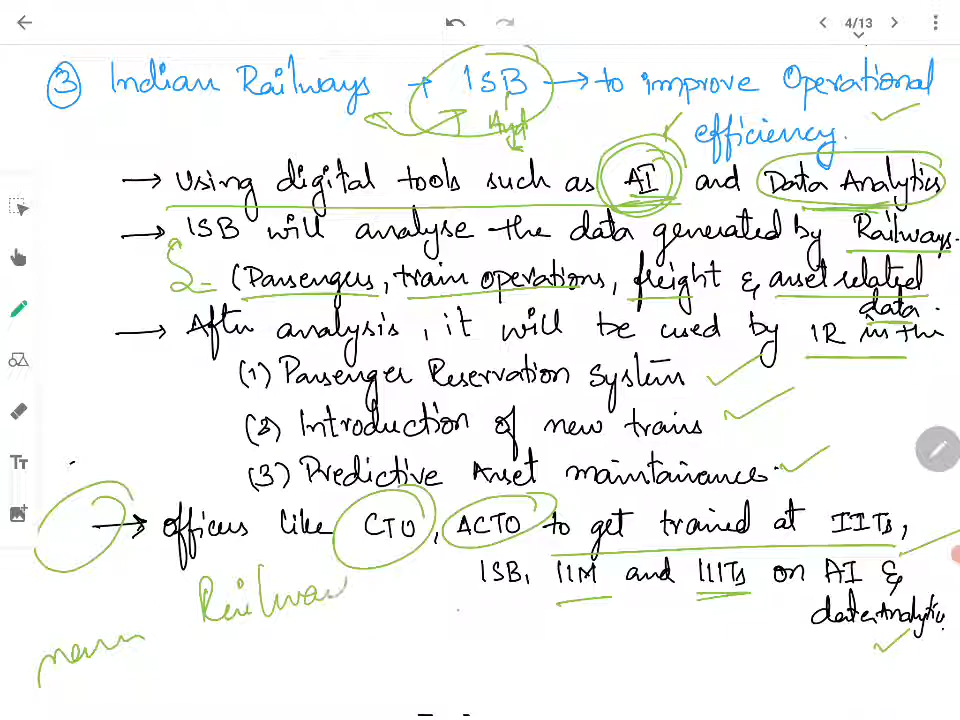 4/13
③ Indian Railways + ISB → to improve Operational
Hyd
efficiency.
→ Using digital tools such as AI and Data Analytics
→ ISB will analyse the data generated by Railways.
(Passengers, train operations, freight & asset related
data.
→ After analysis, it will be used by IR in the
(1) Passenger Reservation System
(2) Introduction of new trains
(3) Predictive Asset maintainance.
→ officers like CTO, ACTO to get trained at IITs,
ISB, IIM and IIITs on AI &
data Analytic
Railway
Tт